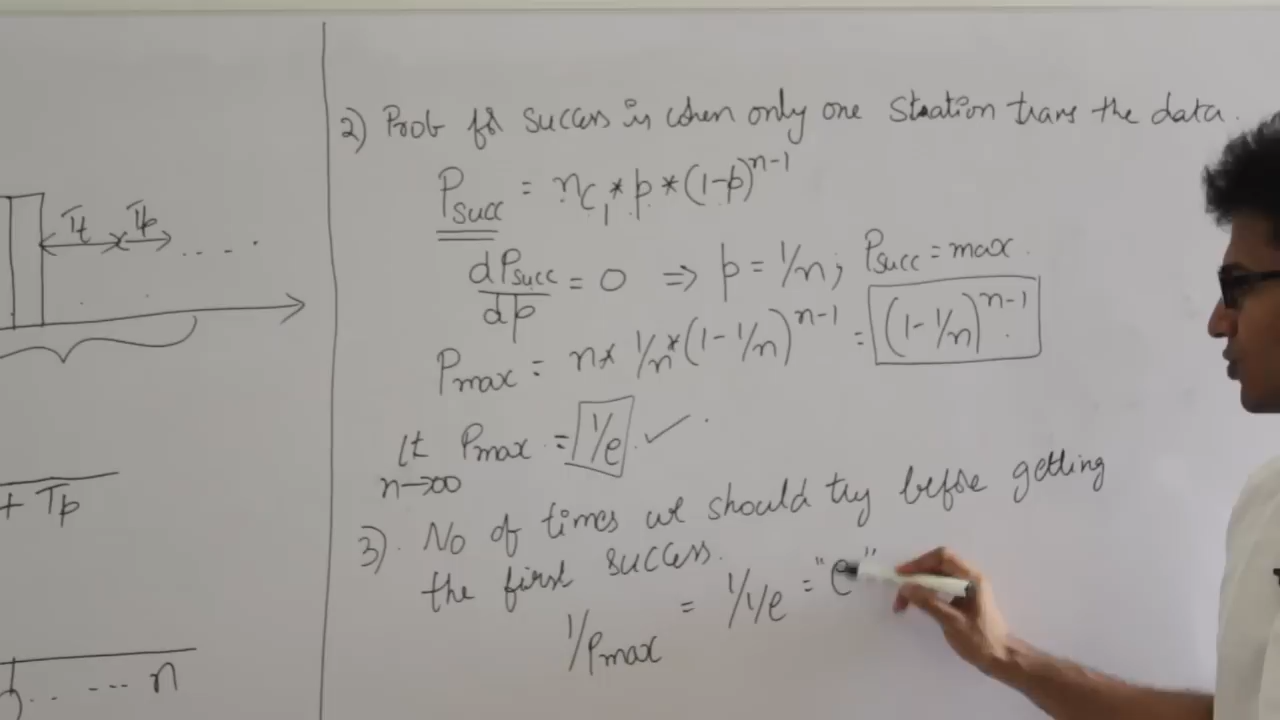 Tt Tp ....
+ Tp
.. ... n
2) Prob for success is when only one Staation trans the data.
Psucc = nC1 * p * (1-p)^n-1
dPsucc/dp = 0 ⇒ p = 1/n; Psucc = max.
Pmax = n * 1/n * (1-1/n)^n-1 = (1-1/n)^n-1
lt n→∞ Pmax = 1/e ✓.
3). No of times we should try before getting
the first success.
1/Pmax = 1/1/e = "e"